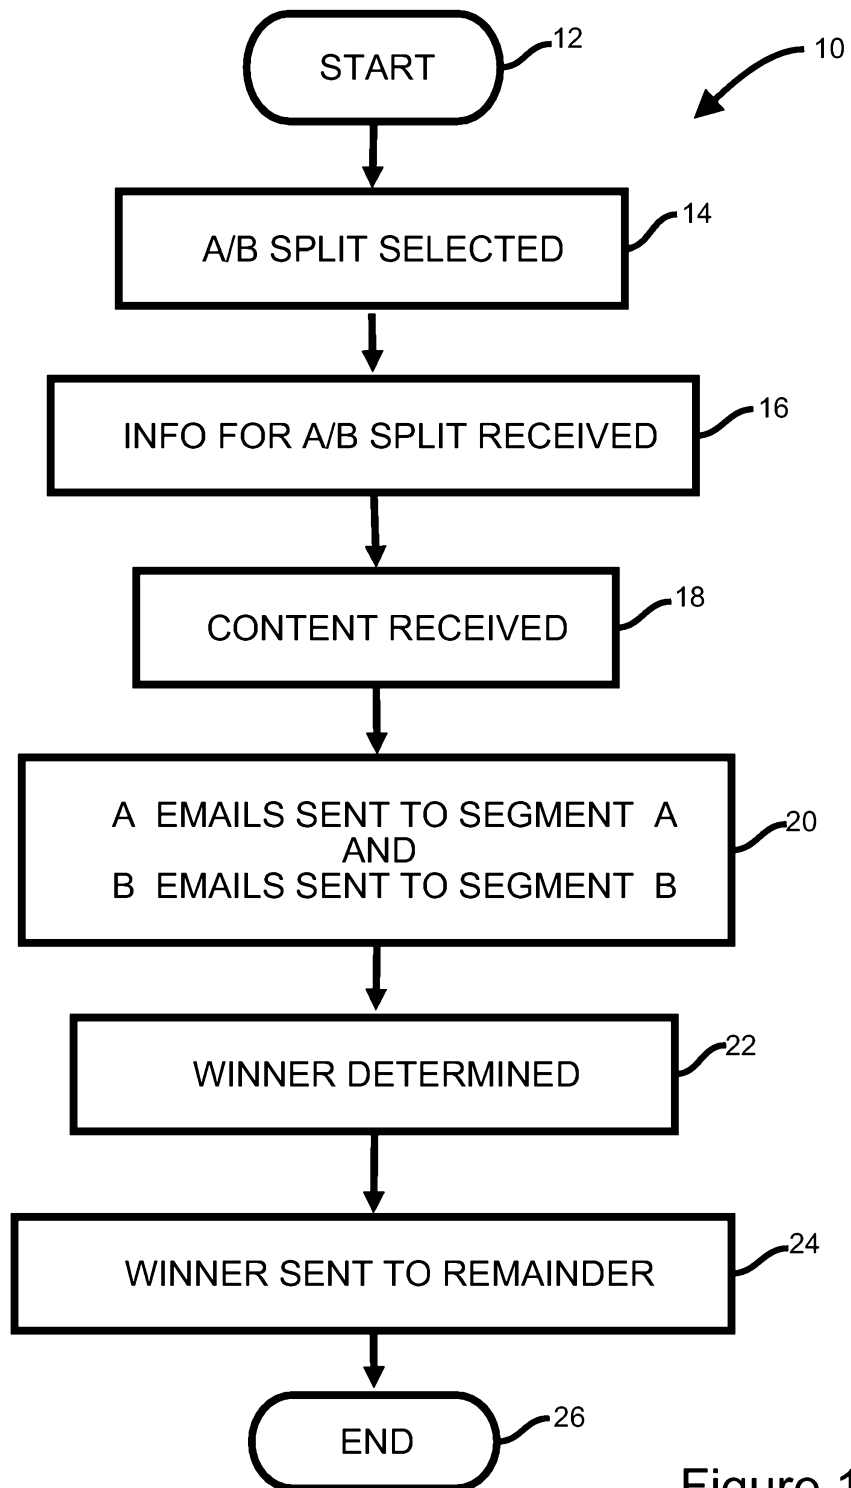 START
12
10
A/B SPLIT SELECTED
14
INFO FOR A/B SPLIT RECEIVED
16
CONTENT RECEIVED
18
A EMAILS SENT TO SEGMENT A
AND
B EMAILS SENT TO SEGMENT B
20
WINNER DETERMINED
22
WINNER SENT TO REMAINDER
24
END
26
Figure 1